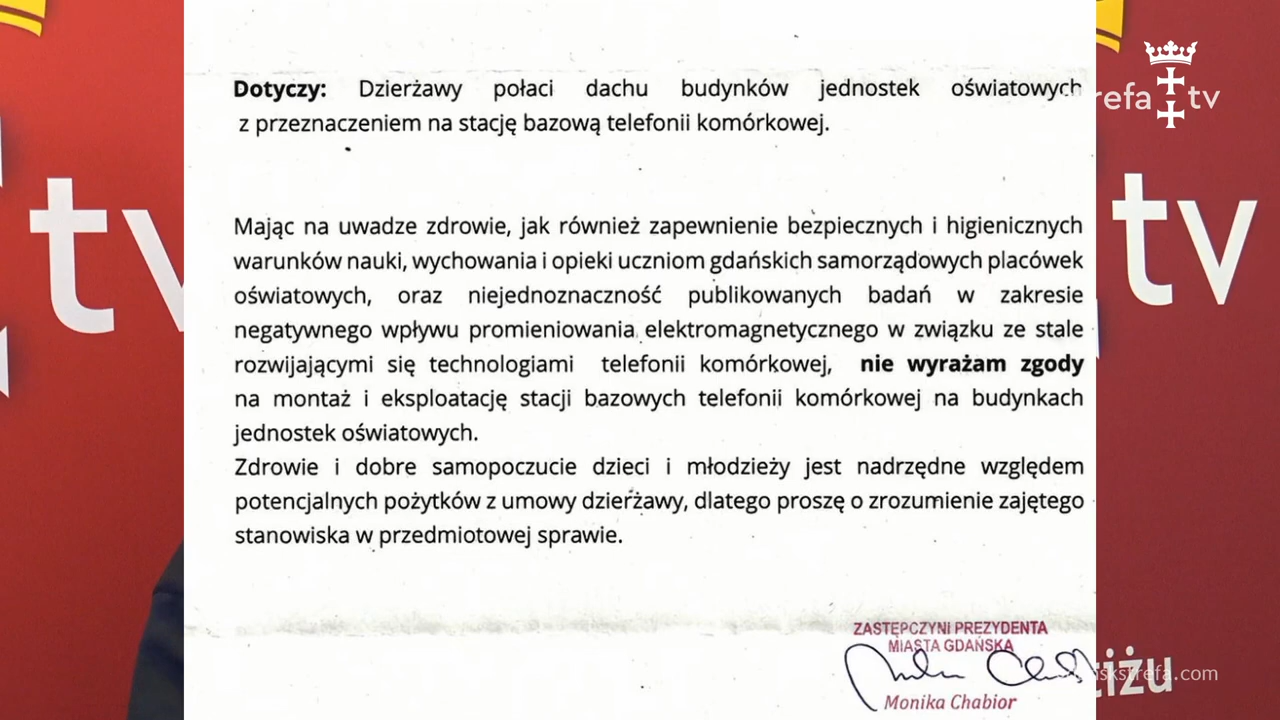 Dotyczy: Dzierżawy połaci dachu budynków jednostek oświatowych
z przeznaczeniem na stację bazową telefonii komórkowej.
Mając na uwadze zdrowie, jak również zapewnienie bezpiecznych i higienicznych
warunków nauki, wychowania i opieki uczniom gdańskich samorządowych placówek
oświatowych, oraz niejednoznaczność publikowanych badań w zakresie
negatywnego wpływu promieniowania elektromagnetycznego w związku ze stale
rozwijającymi się technologiami telefonii komórkowej, nie wyrażam zgody
na montaż i eksploatację stacji bazowych telefonii komórkowej na budynkach
jednostek oświatowych.
Zdrowie i dobre samopoczucie dzieci i młodzieży jest nadrzędne względem
potencjalnych pożytków z umowy dzierżawy, dlatego proszę o zrozumienie zajętego
stanowiska w przedmiotowej sprawie.
ZASTĘPCZYNI PREZYDENTA
MIASTA GDAŃSKA
Monika Chabior
refa tv
tv
tv
iżu
skstrefa.com